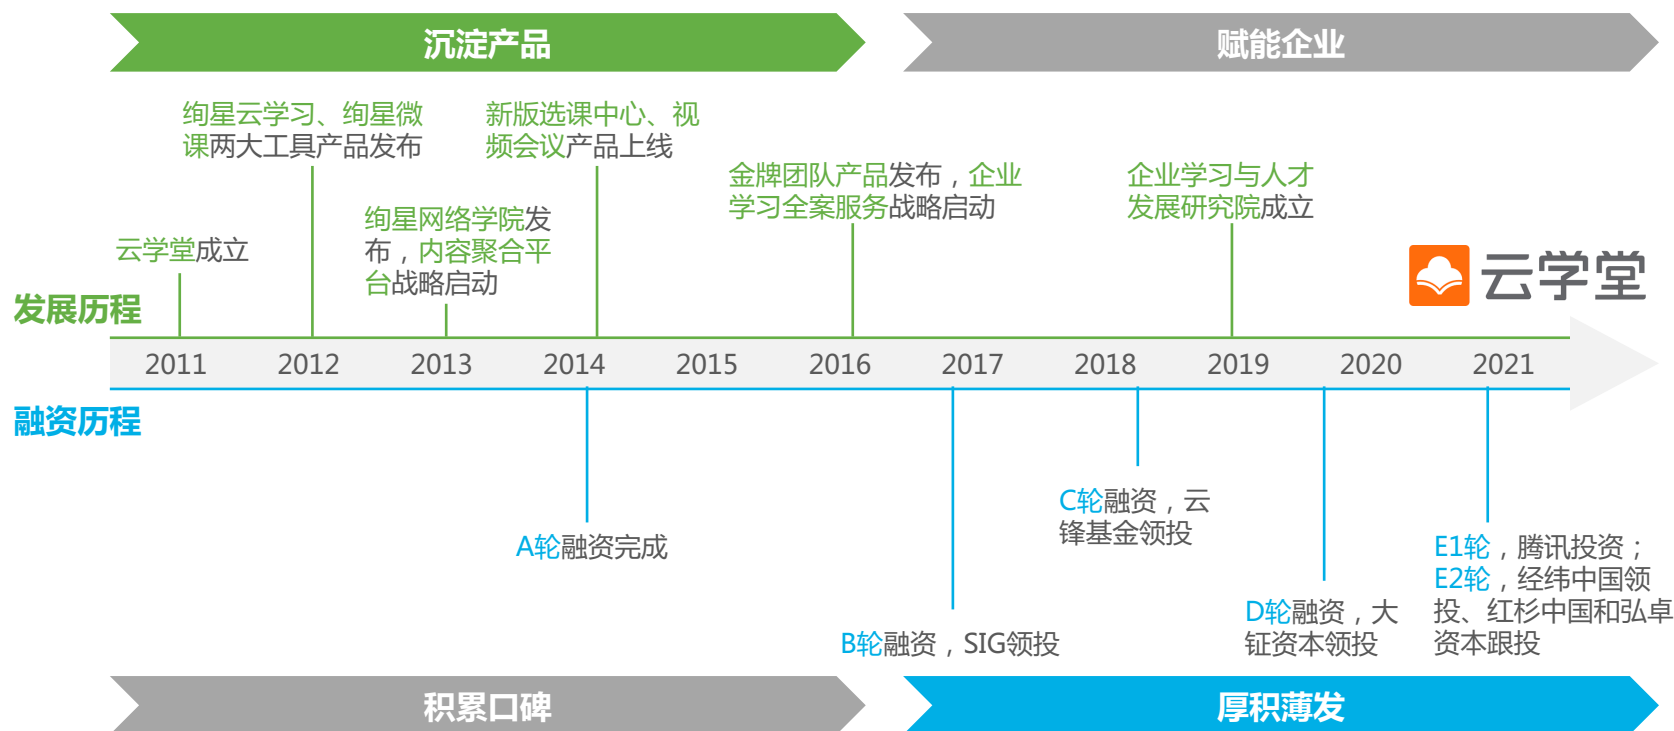 沉淀产品
赋能企业
绚星云学习、绚星微
课两大工具产品发布
新版选课中心、视
频会议产品上线
金牌团队产品发布，企业
学习全案服务战略启动
企业学习与人才
发展研究院成立
绚星网络学院发
布，内容聚合平
台战略启动
云学堂成立
云学堂
发展历程
2011 2012 2013 2014 2015 2016 2017 2018 2019 2020 2021
融资历程
A轮融资完成
B轮融资，SIG领投
C轮融资，云
锋基金领投
D轮融资，大
钲资本领投
E1轮，腾讯投资；
E2轮，经纬中国领
投、红杉中国和弘卓
资本跟投
积累口碑
厚积薄发